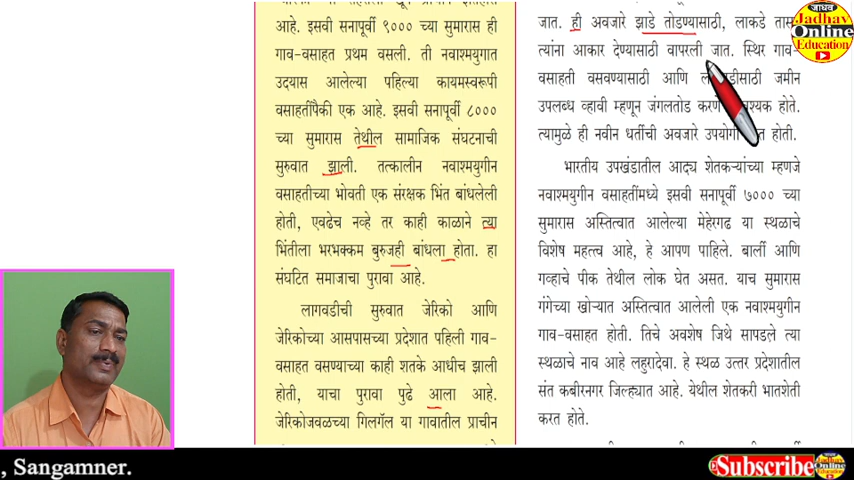 आहे. इसवी सनापूर्वी ९००० च्या सुमारास ही
गाव-वसाहत प्रथम वसली. ती नवाश्मयुगात
उदयास आलेल्या पहिल्या कायमस्वरूपी
वसाहतींपैकी एक आहे. इसवी सनापूर्वी ८०००
च्या सुमारास तेथील सामाजिक संघटनाची
सुरुवात झाली. तत्कालीन नवाश्मयुगीन
वसाहतीच्या भोवती एक संरक्षक भिंत बांधलेली
होती, एवढेच नव्हे तर काही काळाने त्या
भिंतीला भरभक्कम बुरुजही बांधला होता. हा
संघटित समाजाचा पुरावा आहे.
लागवडीची सुरुवात जेरिको आणि
जेरिकोच्या आसपासच्या प्रदेशात पहिली गाव-
वसाहत वसण्याच्या काही शतके आधीच झाली
होती, याचा पुरावा पुढे आला आहे.
जेरिकोजवळच्या गिलगॅल या गावातील प्राचीन
जात. ही अवजारे झाडे तोडण्यासाठी, लाकडे
त्यांना आकार देण्यासाठी वापरली जात. स्थिर गाव-
वसाहती वसवण्यासाठी आणि जमीन
उपलब्ध व्हावी म्हणून जंगलतोड करणे होते.
त्यामुळे ही नवीन धर्तीची अवजारे होती.
भारतीय उपखंडातील आद्य शेतकऱ्यांच्या म्हणजे
नवाश्मयुगीन वसाहतींमध्ये इसवी सनापूर्वी ७००० च्या
सुमारास अस्तित्वात आलेल्या मेहेरगढ या स्थळाचे
विशेष महत्त्व आहे, हे आपण पाहिले. बार्ली आणि
गव्हाचे पीक तेथील लोक घेत असत. याच सुमारास
गंगेच्या खोऱ्यात अस्तित्वात आलेली एक नवाश्मयुगीन
गाव-वसाहत होती. तिचे अवशेष जिथे सापडले त्या
स्थळाचे नाव आहे लहुरादेवा. हे स्थळ उत्तर प्रदेशातील
संत कबीरनगर जिल्ह्यात आहे. येथील शेतकरी भातशेती
करत होते.
जाधव
Jadhav
Online
Education
, Sangamner.
Subscribe
Jadhav
Online
Education